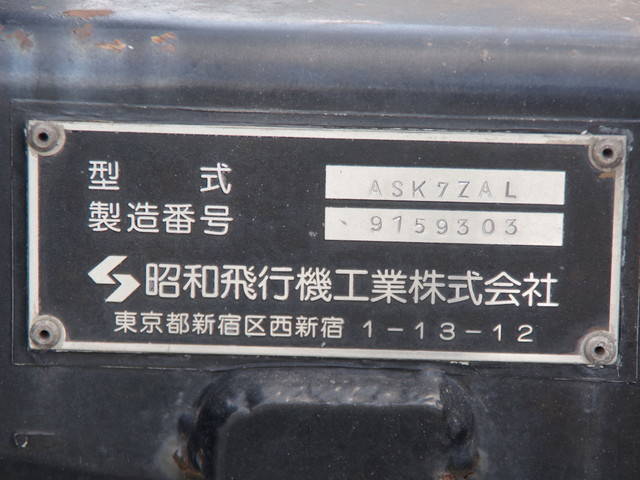 型式 ASK7ZAL
製造番号 9159303
昭和飛行機工業株式会社
東京都新宿区西新宿 1-13-12